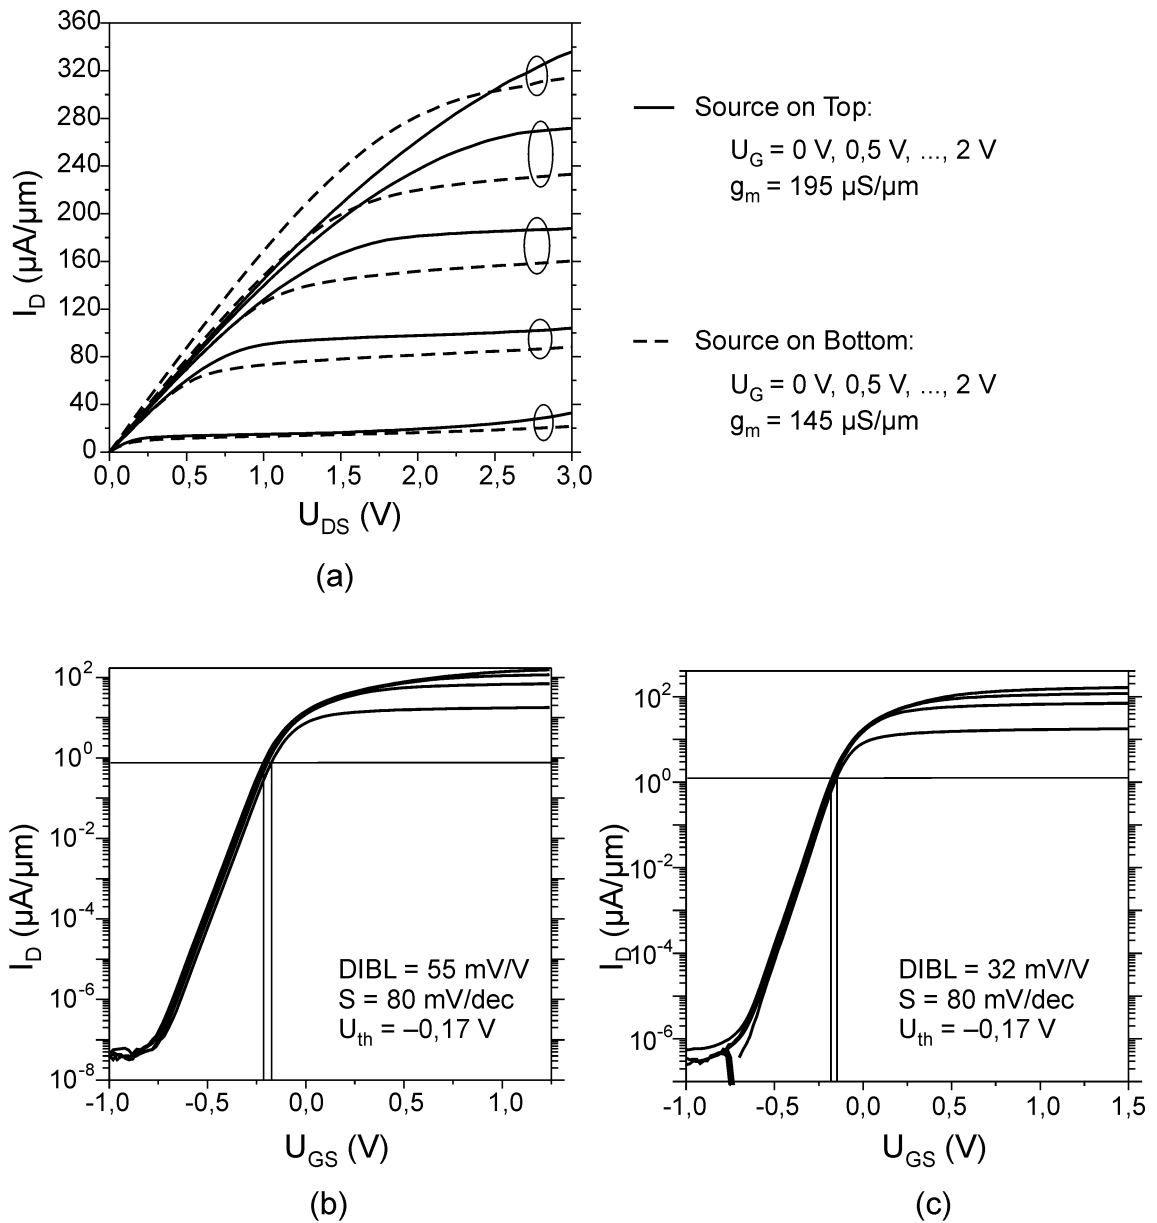 360
320
280
240
200
160
120
80
40
0
I_D (µA/µm)
0,0 0,5 1,0 1,5 2,0 2,5 3,0
U_DS (V)
(a)
Source on Top:
U_G = 0 V, 0,5 V, ..., 2 V
g_m = 195 µS/µm
Source on Bottom:
U_G = 0 V, 0,5 V, ..., 2 V
g_m = 145 µS/µm
10^2
10^0
10^-2
10^-4
10^-6
10^-8
I_D (µA/µm)
DIBL = 55 mV/V
S = 80 mV/dec
U_th = –0,17 V
-1,0 -0,5 0,0 0,5 1,0
U_GS (V)
(b)
10^2
10^0
10^-2
10^-4
10^-6
I_D (µA/µm)
DIBL = 32 mV/V
S = 80 mV/dec
U_th = –0,17 V
-1,0 -0,5 0,0 0,5 1,0 1,5
U_GS (V)
(c)